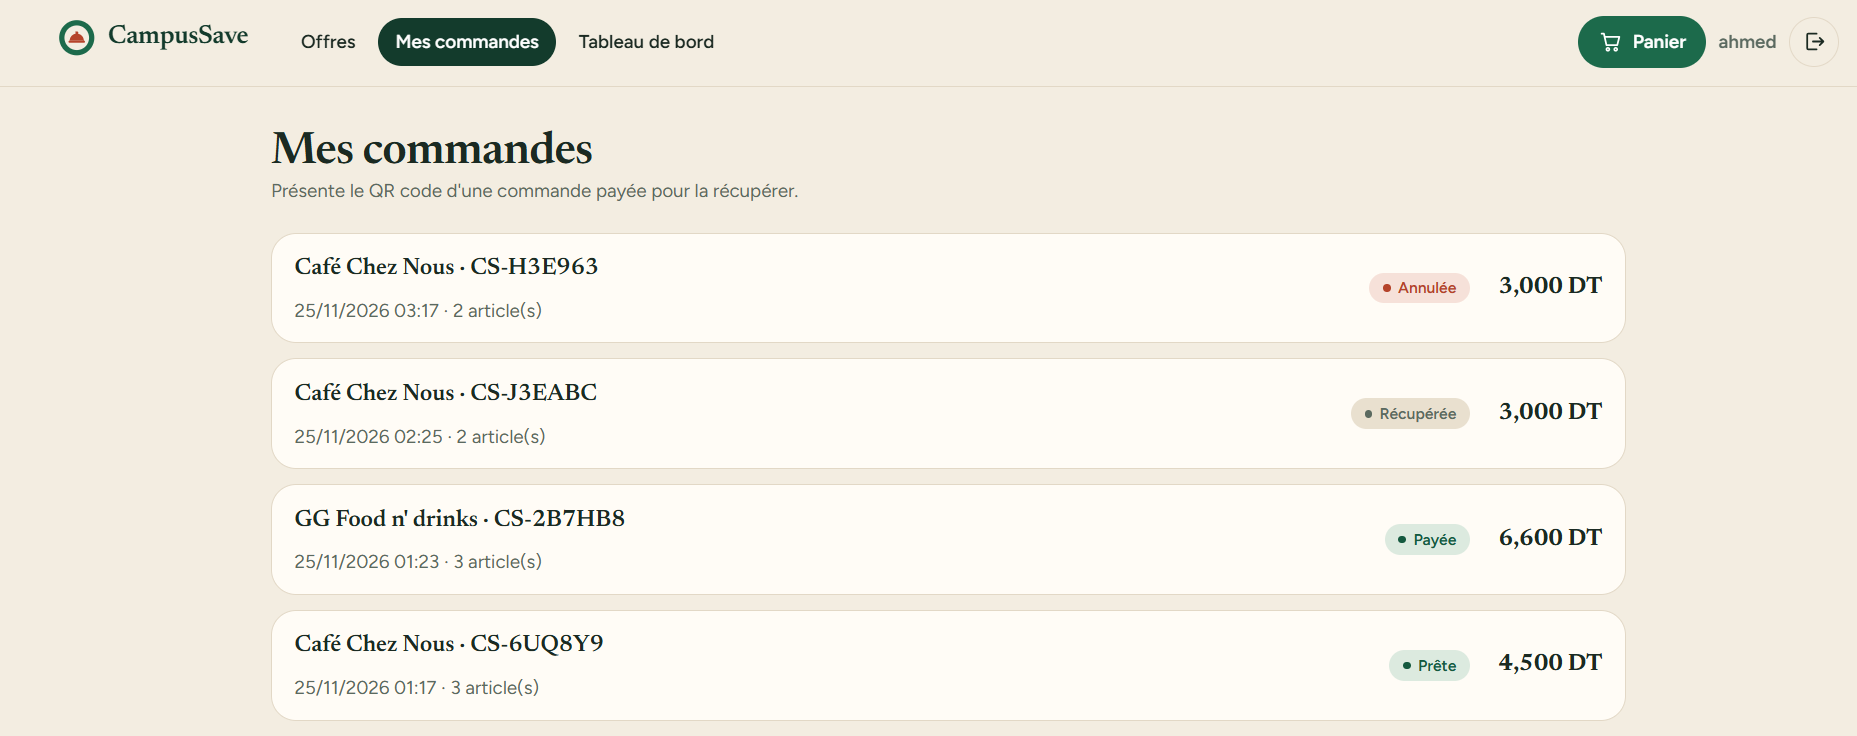 CampusSave
Offres
Mes commandes
Tableau de bord
Panier
ahmed
Mes commandes
Présente le QR code d'une commande payée pour la récupérer.
Café Chez Nous · CS-H3E963
25/11/2026 03:17 · 2 article(s)
Annulée
3,000 DT
Café Chez Nous · CS-J3EABC
25/11/2026 02:25 · 2 article(s)
Récupérée
3,000 DT
GG Food n' drinks · CS-2B7HB8
25/11/2026 01:23 · 3 article(s)
Payée
6,600 DT
Café Chez Nous · CS-6UQ8Y9
25/11/2026 01:17 · 3 article(s)
Prête
4,500 DT